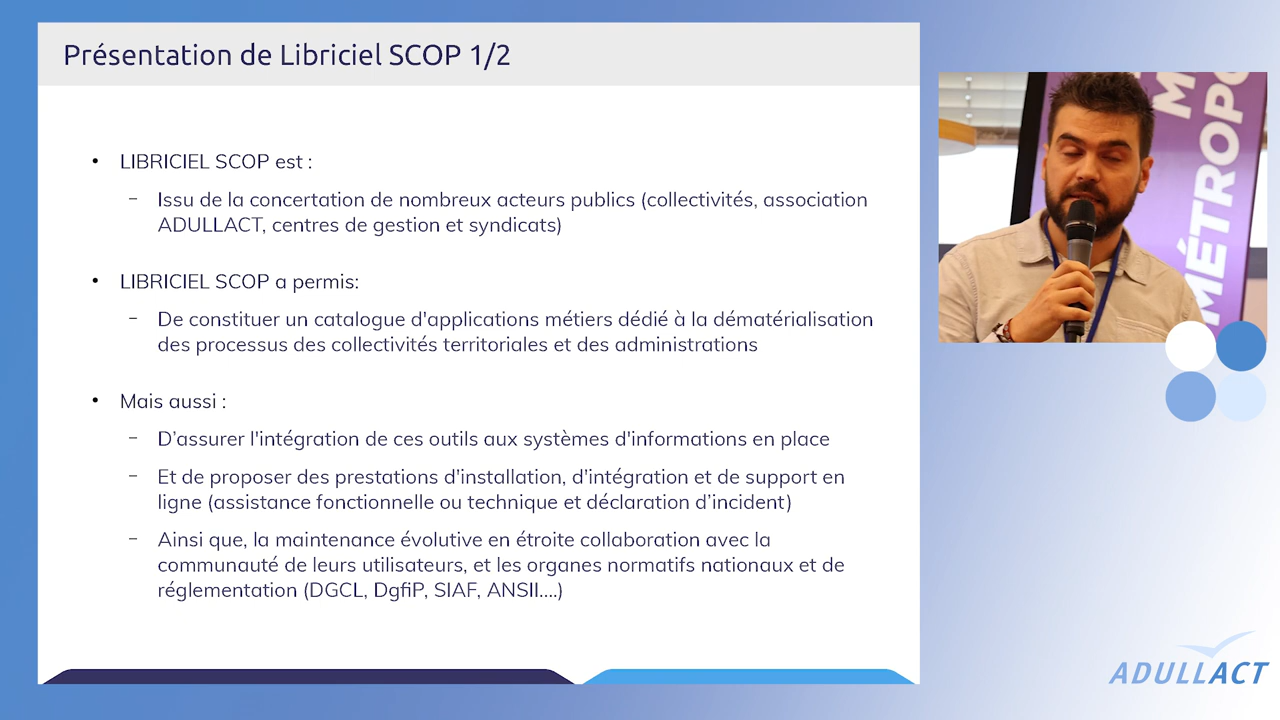 Présentation de Libriciel SCOP 1/2
• LIBRICIEL SCOP est :
– Issu de la concertation de nombreux acteurs publics (collectivités, association
ADULLACT, centres de gestion et syndicats)
• LIBRICIEL SCOP a permis:
– De constituer un catalogue d'applications métiers dédié à la dématérialisation
des processus des collectivités territoriales et des administrations
• Mais aussi :
– D’assurer l'intégration de ces outils aux systèmes d'informations en place
– Et de proposer des prestations d'installation, d'intégration et de support en
ligne (assistance fonctionnelle ou technique et déclaration d’incident)
– Ainsi que, la maintenance évolutive en étroite collaboration avec la
communauté de leurs utilisateurs, et les organes normatifs nationaux et de
réglementation (DGCL, DgfiP, SIAF, ANSII....)
MÉTROPO
ADULLACT